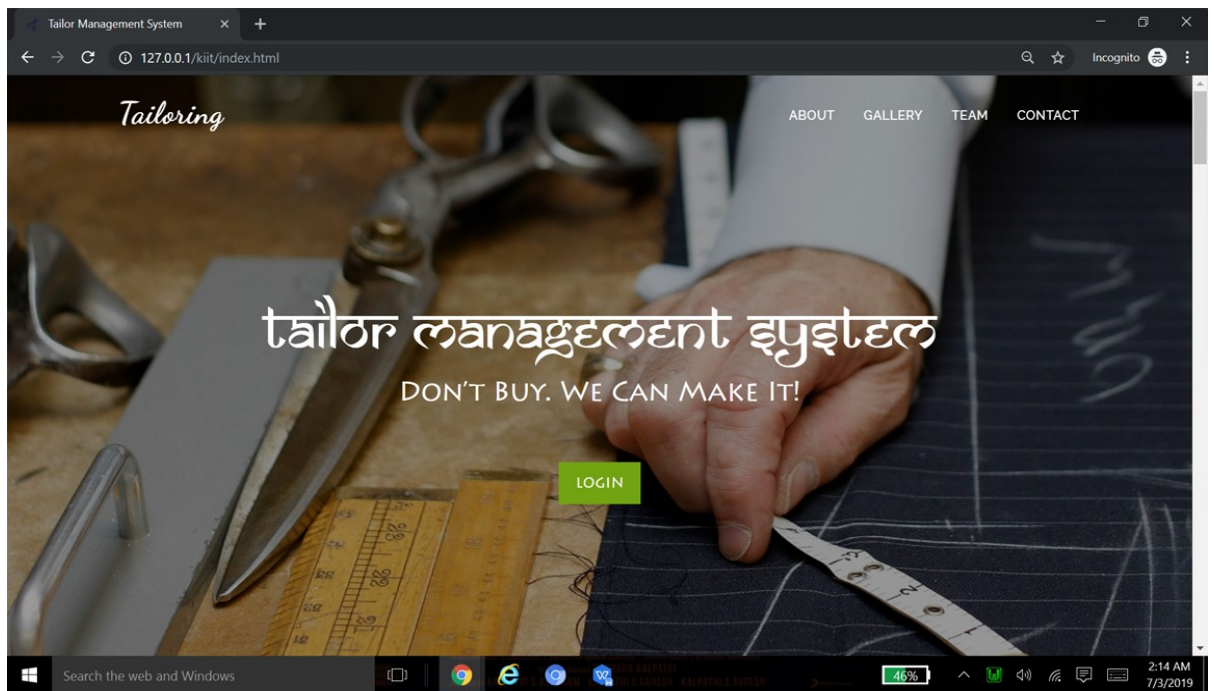 Tailor Management System
127.0.0.1/kiit/index.html
Incognito
Tailoring
ABOUT GALLERY TEAM CONTACT
tailor management system
DON'T BUY. WE CAN MAKE IT!
LOGIN
Search the web and Windows
46%
2:14 AM
7/3/2019